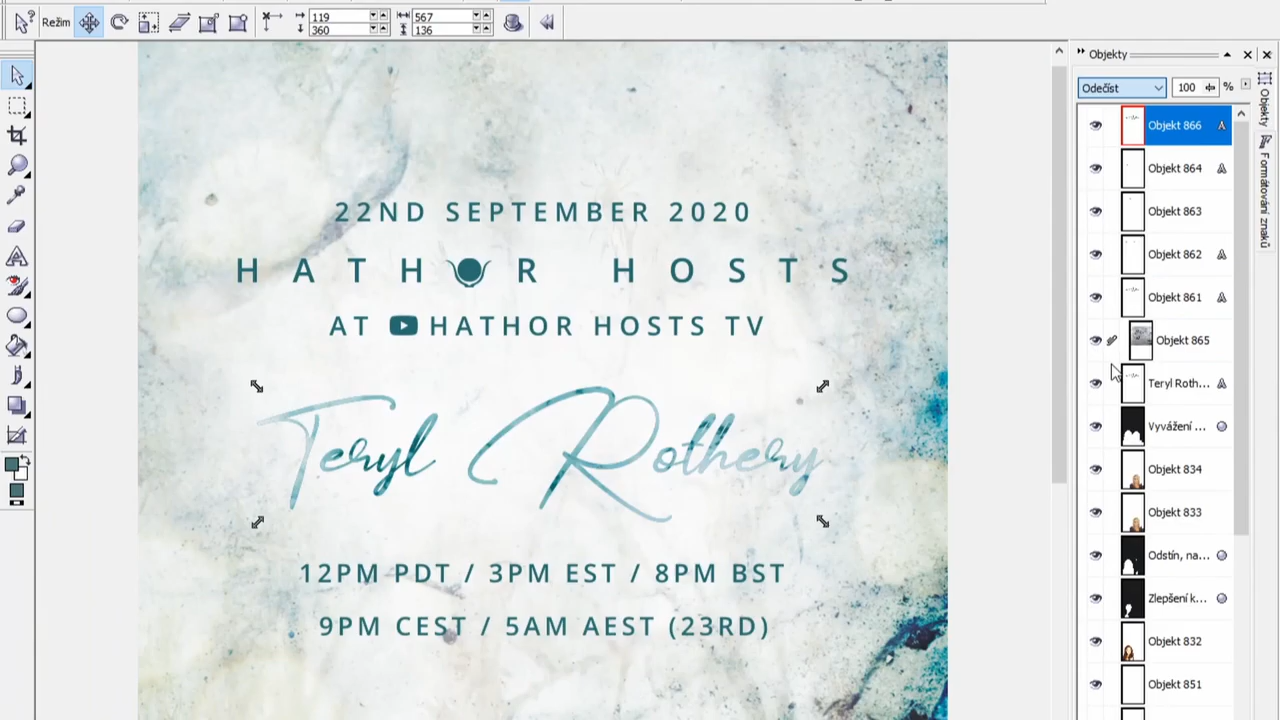 Režim
119
360
567
136
Objekty
Odečíst
100
%
Objekt 866
Objekt 864
Objekt 863
Objekt 862
Objekt 861
Objekt 865
Teryl Roth...
Vyvážení ...
Objekt 834
Objekt 833
Odstín, na...
Zlepšení k...
Objekt 832
Objekt 851
Objekty
Formátování znaků
22ND SEPTEMBER 2020
HATHOR HOSTS
AT HATHOR HOSTS TV
Teryl Rothery
12PM PDT / 3PM EST / 8PM BST
9PM CEST / 5AM AEST (23RD)